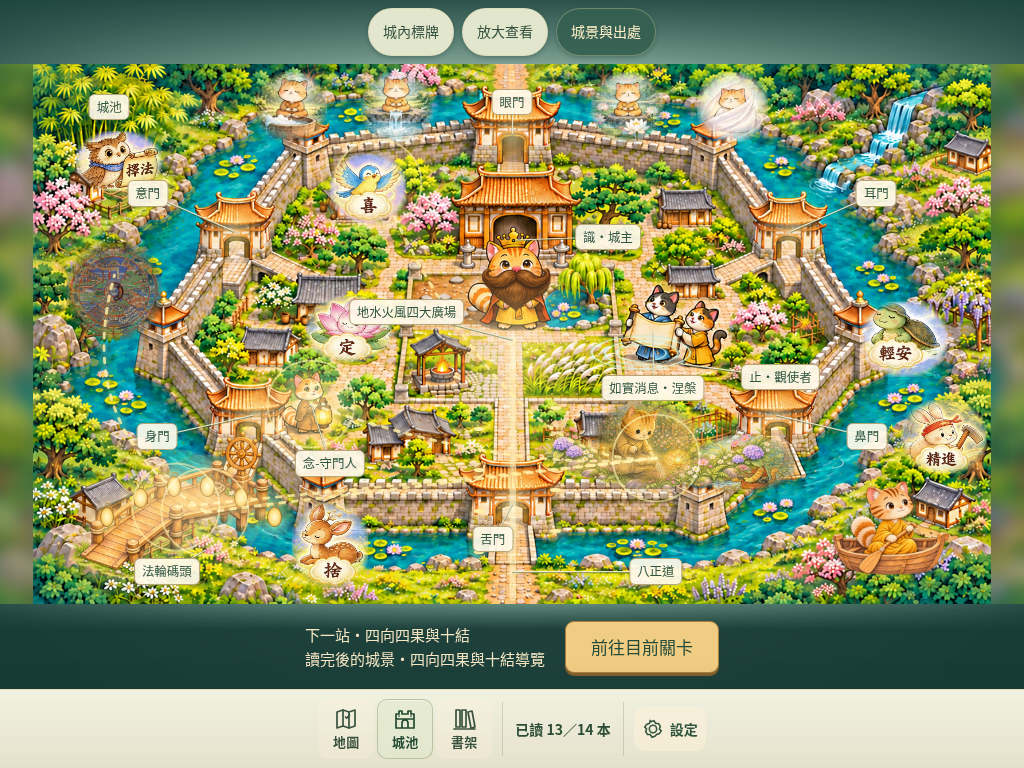 城內標牌
放大查看
城景與出處
城池
眼門
擇法
意門
耳門
喜
識・城主
地水火風四大廣場
定
輕安
止・觀使者
如實消息・涅槃
身門
鼻門
精進
念-守門人
舌門
捨
法輪碼頭
八正道
下一站・四向四果與十結
讀完後的城景・四向四果與十結導覽
前往目前關卡
地圖
城池
書架
已讀 13／14 本
設定